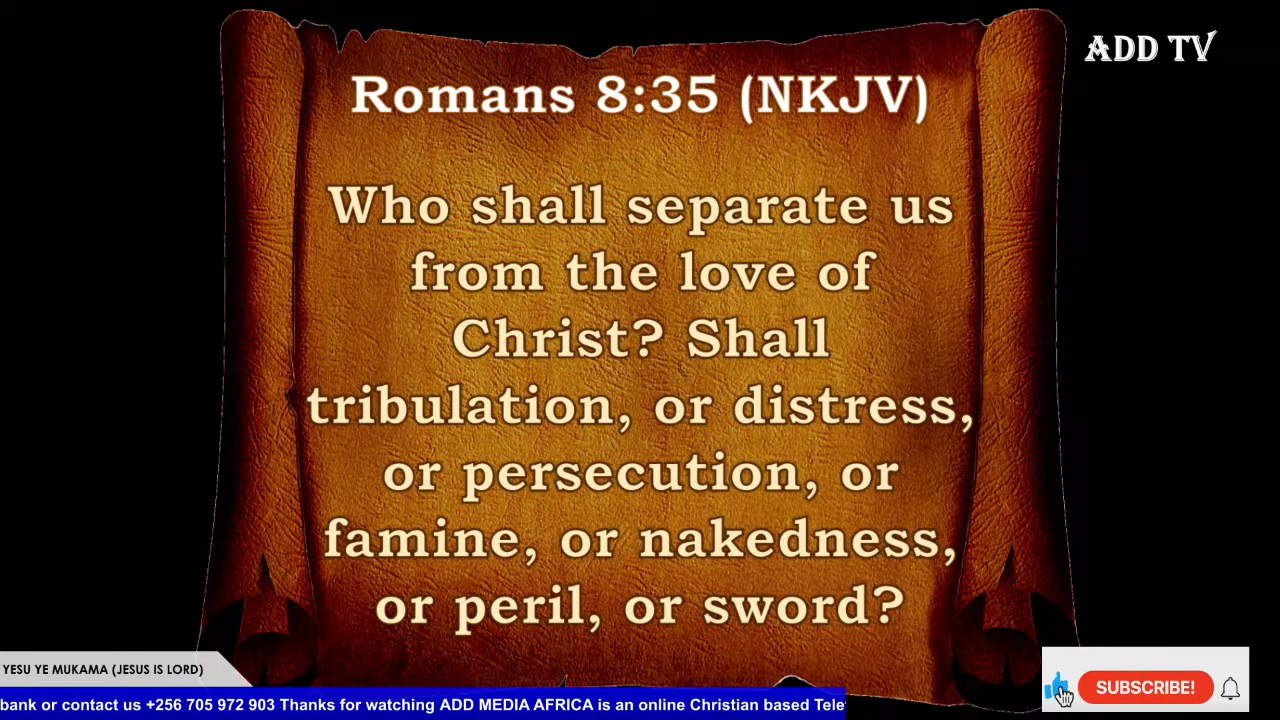 ADD TV
Romans 8:35 (NKJV)
Who shall separate us
from the love of
Christ? Shall
tribulation, or distress,
or persecution, or
famine, or nakedness,
or peril, or sword?
YESU YE MUKAMA (JESUS IS LORD)
SUBSCRIBE!
bank or contact us +256 705 972 903 Thanks for watching ADD MEDIA AFRICA is an online Christian based Tele